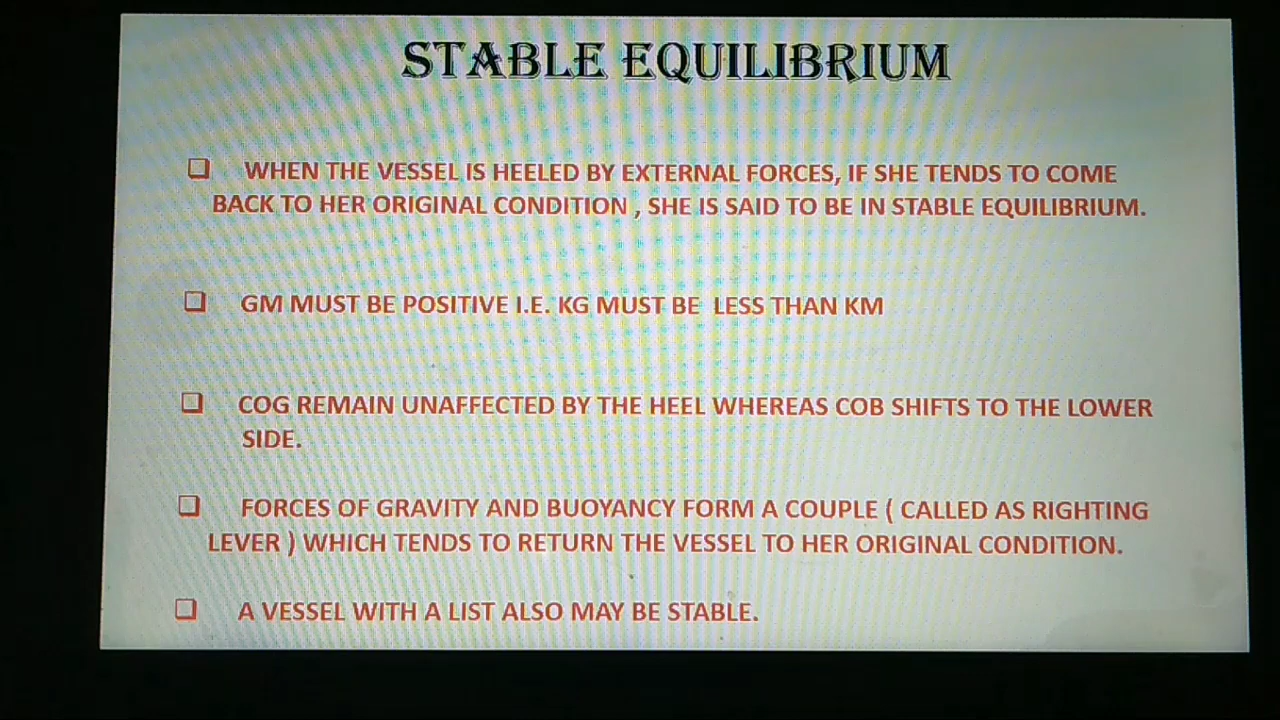 STABLE EQUILIBRIUM
❑ WHEN THE VESSEL IS HEELED BY EXTERNAL FORCES, IF SHE TENDS TO COME
BACK TO HER ORIGINAL CONDITION , SHE IS SAID TO BE IN STABLE EQUILIBRIUM.
❑ GM MUST BE POSITIVE I.E. KG MUST BE LESS THAN KM
❑ COG REMAIN UNAFFECTED BY THE HEEL WHEREAS COB SHIFTS TO THE LOWER
SIDE.
❑ FORCES OF GRAVITY AND BUOYANCY FORM A COUPLE ( CALLED AS RIGHTING
LEVER ) WHICH TENDS TO RETURN THE VESSEL TO HER ORIGINAL CONDITION.
❑ A VESSEL WITH A LIST ALSO MAY BE STABLE.